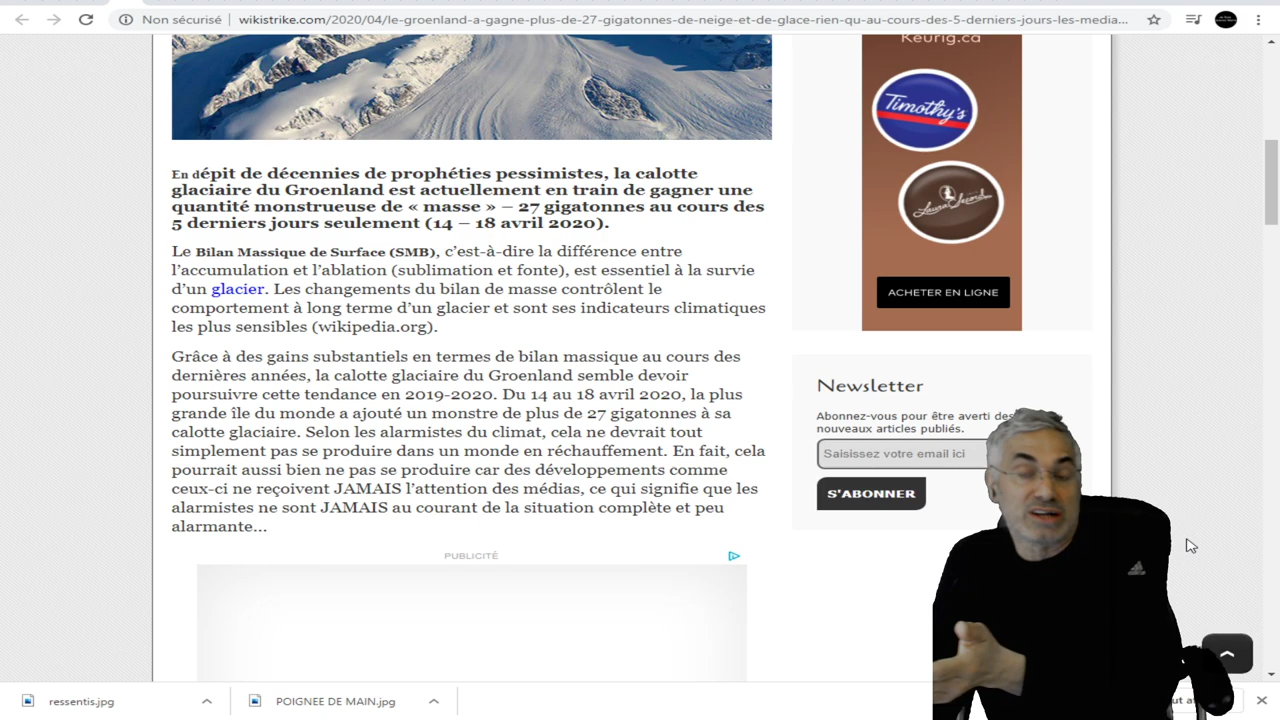 Non sécurisé
wikistrike.com/2020/04/le-groenland-a-gagne-plus-de-27-gigatonnes-de-neige-et-de-glace-rien-qu-au-cours-des-5-derniers-jours-les-media...
Keurig.ca
Timothy's
Laura Secord
ACHETER EN LIGNE
En dépit de décennies de prophéties pessimistes, la calotte
glaciaire du Groenland est actuellement en train de gagner une
quantité monstrueuse de « masse » – 27 gigatonnes au cours des
5 derniers jours seulement (14 – 18 avril 2020).
Le Bilan Massique de Surface (SMB), c'est-à-dire la différence entre
l'accumulation et l'ablation (sublimation et fonte), est essentiel à la survie
d'un glacier. Les changements du bilan de masse contrôlent le
comportement à long terme d'un glacier et sont ses indicateurs climatiques
les plus sensibles (wikipedia.org).
Grâce à des gains substantiels en termes de bilan massique au cours des
dernières années, la calotte glaciaire du Groenland semble devoir
poursuivre cette tendance en 2019-2020. Du 14 au 18 avril 2020, la plus
grande île du monde a ajouté un monstre de plus de 27 gigatonnes à sa
calotte glaciaire. Selon les alarmistes du climat, cela ne devrait tout
simplement pas se produire dans un monde en réchauffement. En fait, cela
pourrait aussi bien ne pas se produire car des développements comme
ceux-ci ne reçoivent JAMAIS l'attention des médias, ce qui signifie que les
alarmistes ne sont JAMAIS au courant de la situation complète et peu
alarmante...
PUBLICITÉ
Newsletter
Abonnez-vous pour être averti des
nouveaux articles publiés.
Saisissez votre email ici
S'ABONNER
ressentis.jpg
POIGNEE DE MAIN.jpg